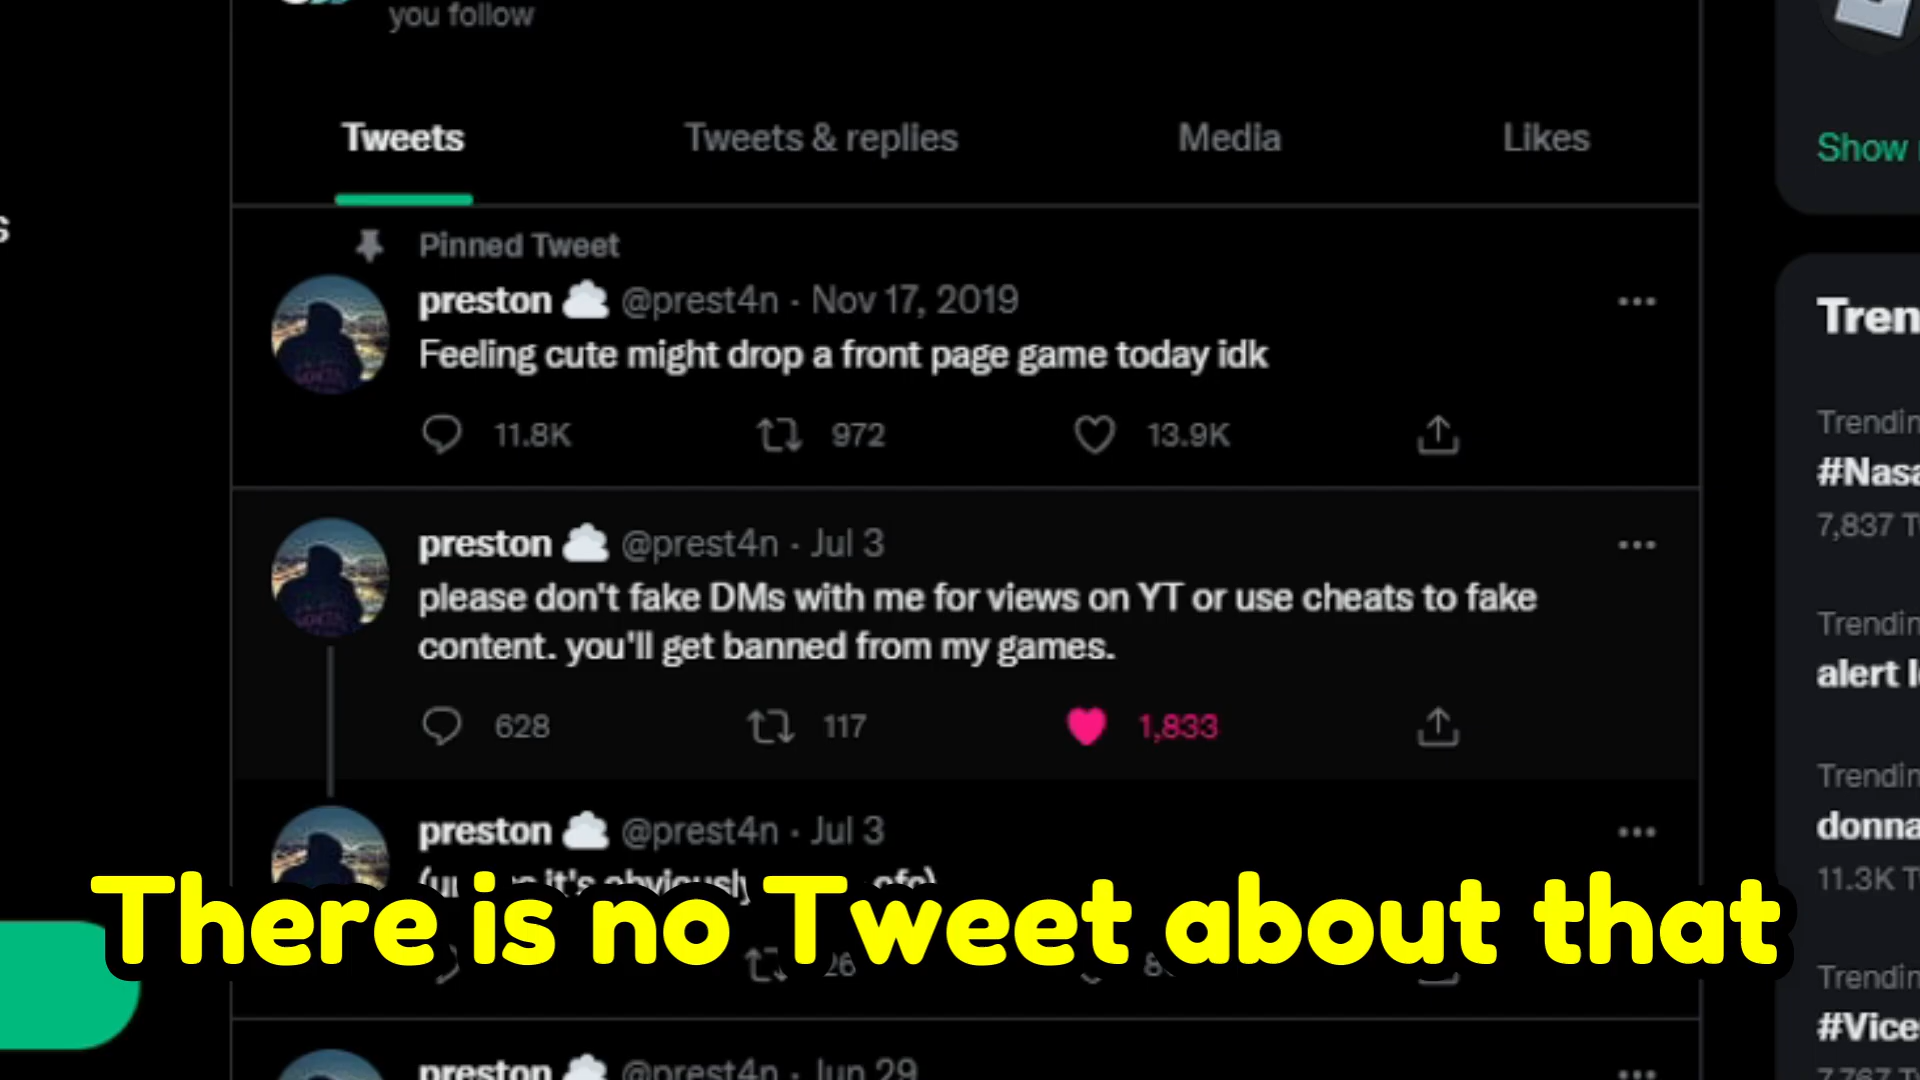 you follow
Tweets Tweets & replies Media Likes
Pinned Tweet
preston @prest4n · Nov 17, 2019
Feeling cute might drop a front page game today idk
11.8K 972 13.9K
preston @prest4n · Jul 3
please don't fake DMs with me for views on YT or use cheats to fake
content. you'll get banned from my games.
628 117 1,833
preston @prest4n · Jul 3
it's obviously
There is no Tweet about that
preston @prest4n · Jun 29
Show
#Nasa
7,837
alert
donna
11.3K
#Vice
7,767